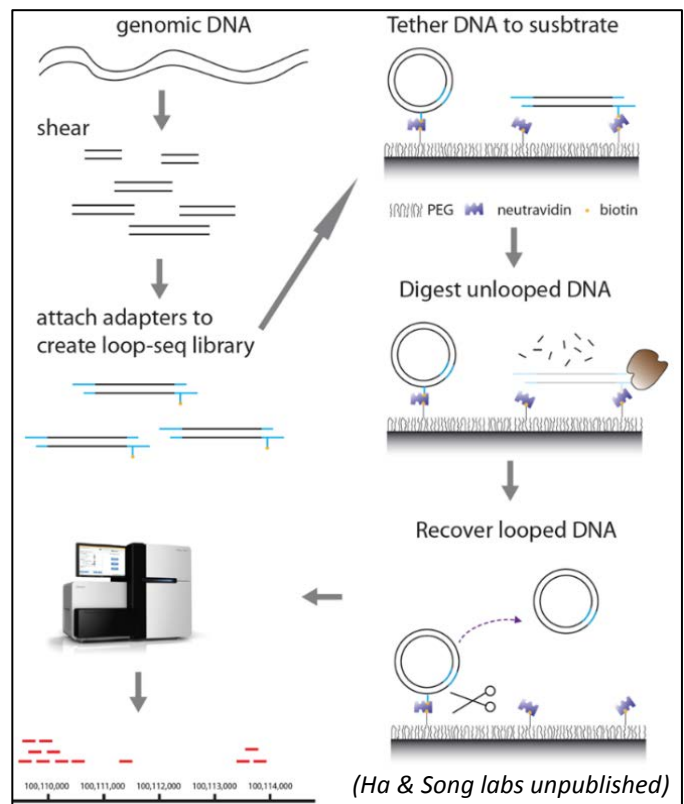 genomic DNA
shear
attach adapters to
create loop-seq library
Tether DNA to susbtrate
PEG neutravidin biotin
Digest unlooped DNA
Recover looped DNA
100,110,000 100,111,000 100,112,000 100,113,000 100,114,000
(Ha & Song labs unpublished)